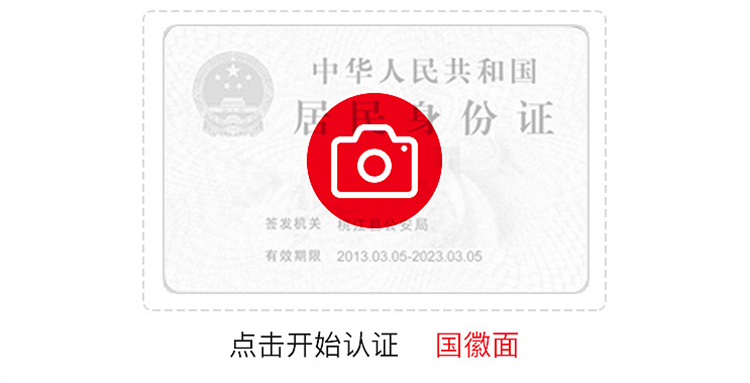 中华人民共和国
居民身份证
签发机关 桃江县公安局
有效期限 2013.03.05-2023.03.05
点击开始认证 国徽面